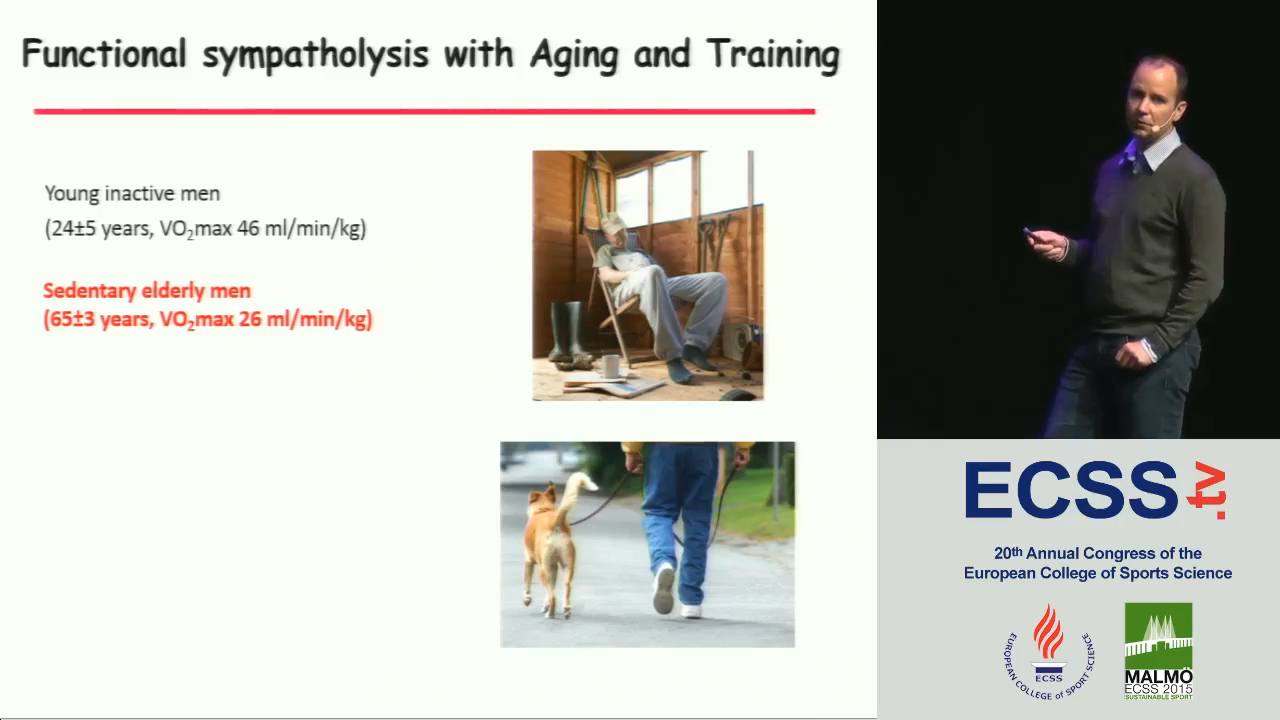 Functional sympatholysis with Aging and Training
Young inactive men
(24±5 years, VO₂max 46 ml/min/kg)
Sedentary elderly men
(65±3 years, VO₂max 26 ml/min/kg)
ECSS.tv
20th Annual Congress of the
European College of Sports Science
EUROPEAN COLLEGE of SPORT SCIENCE
ECSS
MALMÖ
ECSS 2015
SUSTAINABLE SPORT